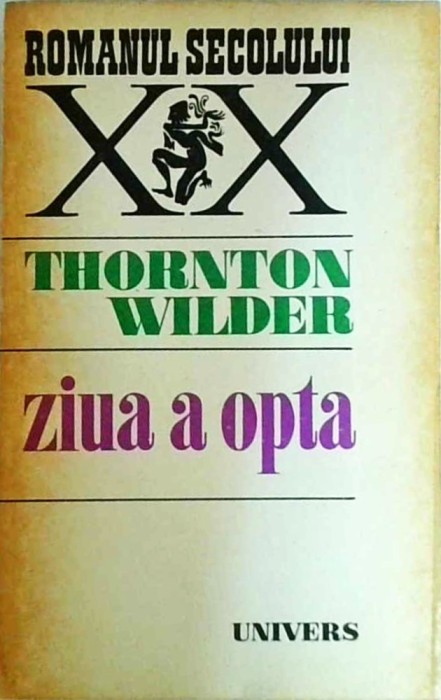 ROMANUL SECOLULUI
XX
THORNTON
WILDER
ziua a opta
UNIVERS